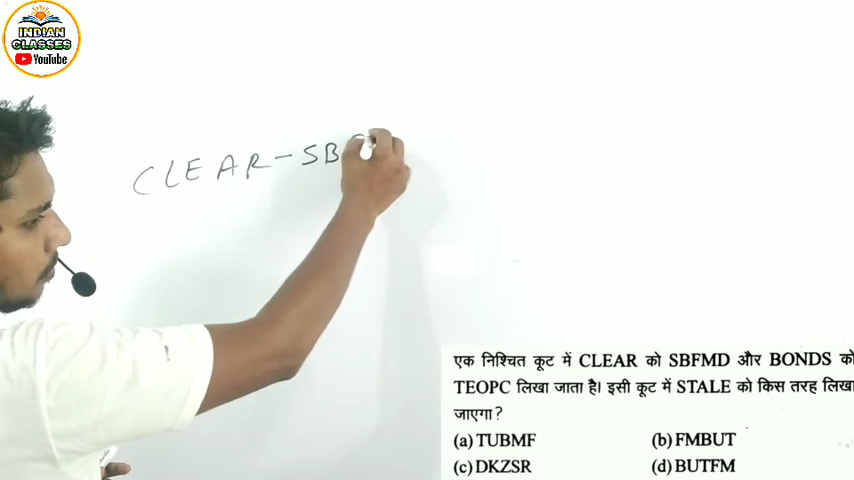 INDIAN
CLASSES
YouTube
CLEAR - SB
एक निश्चित कूट में CLEAR को SBFMD और BONDS को
TEOPC लिखा जाता है। इसी कूट में STALE को किस तरह लिखा
जाएगा?
(a) TUBMF (b) FMBUT
(c) DKZSR (d) BUTFM